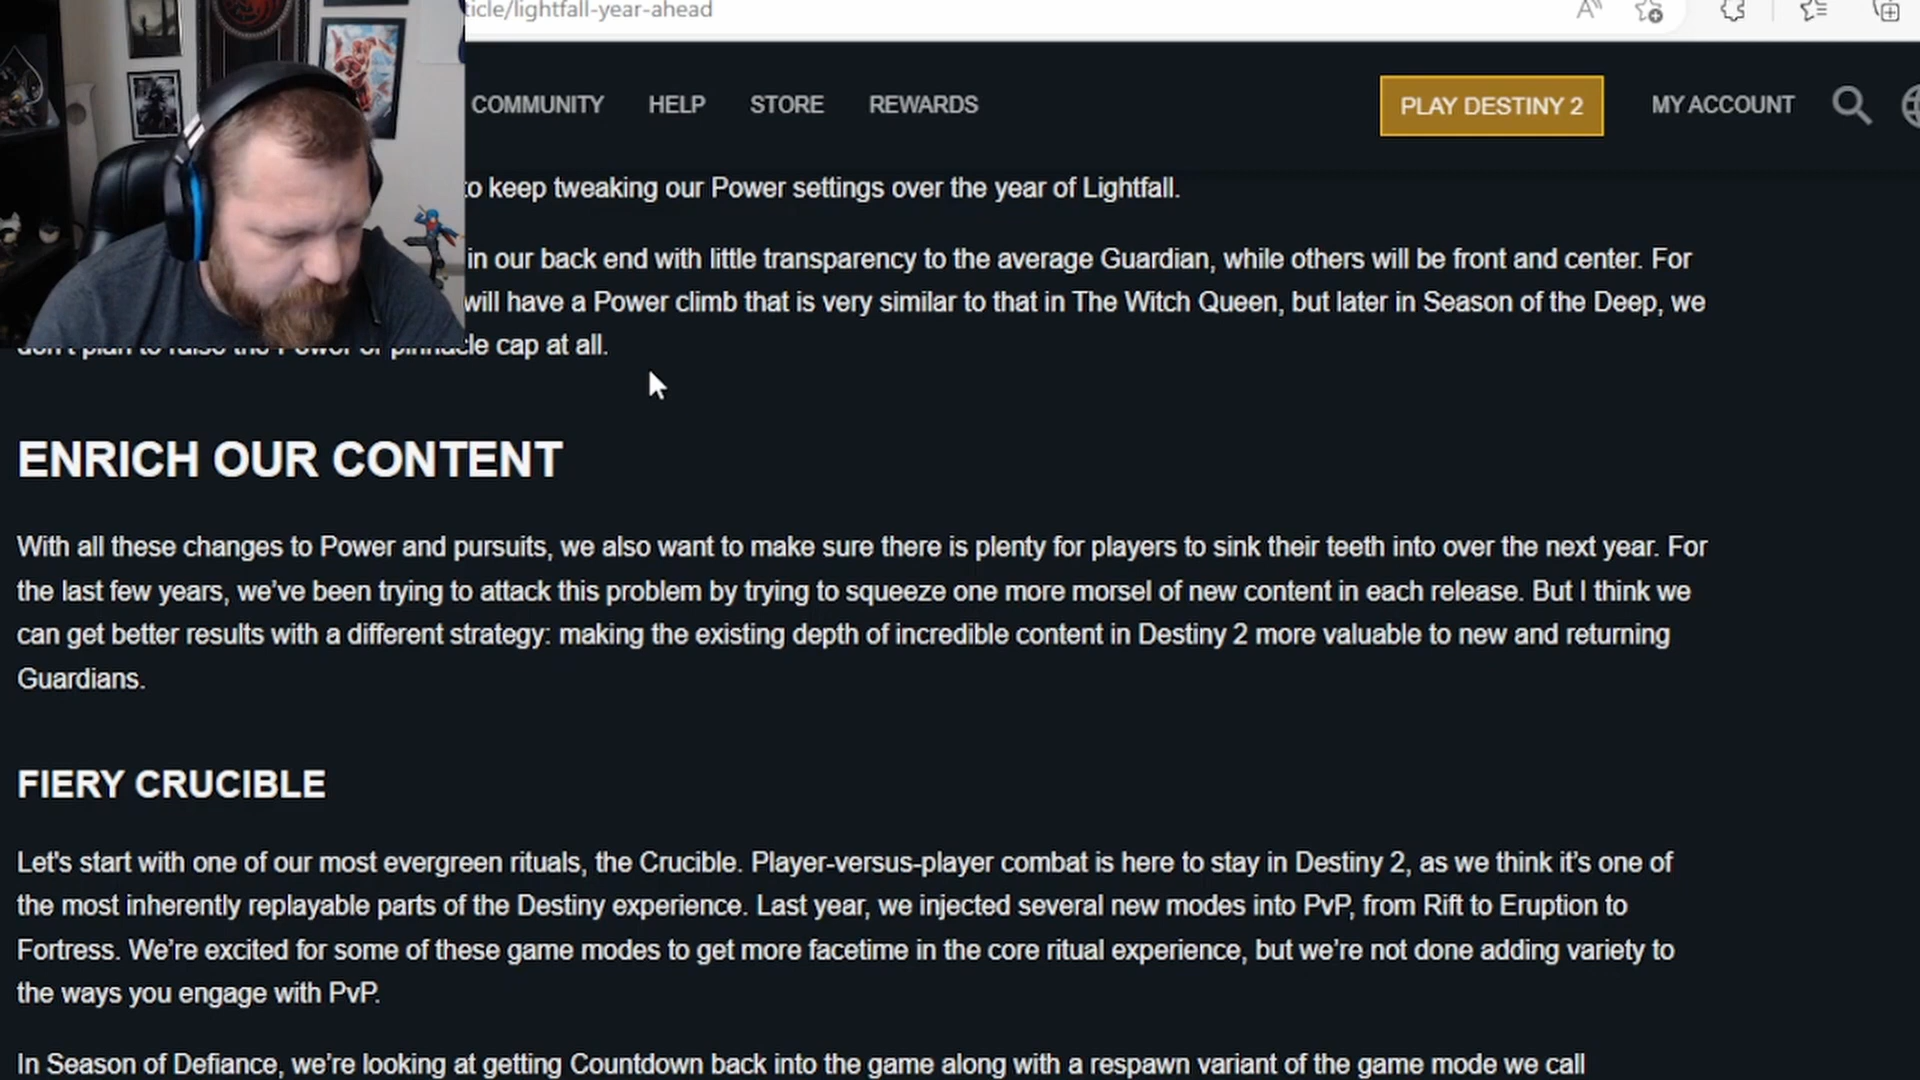 ticle/lightfall-year-ahead
COMMUNITY HELP STORE REWARDS PLAY DESTINY 2 MY ACCOUNT
to keep tweaking our Power settings over the year of Lightfall.
in our back end with little transparency to the average Guardian, while others will be front and center. For
will have a Power climb that is very similar to that in The Witch Queen, but later in Season of the Deep, we
don't plan to raise the Power or pinnacle cap at all.
ENRICH OUR CONTENT
With all these changes to Power and pursuits, we also want to make sure there is plenty for players to sink their teeth into over the next year. For
the last few years, we've been trying to attack this problem by trying to squeeze one more morsel of new content in each release. But I think we
can get better results with a different strategy: making the existing depth of incredible content in Destiny 2 more valuable to new and returning
Guardians.
FIERY CRUCIBLE
Let's start with one of our most evergreen rituals, the Crucible. Player-versus-player combat is here to stay in Destiny 2, as we think it's one of
the most inherently replayable parts of the Destiny experience. Last year, we injected several new modes into PvP, from Rift to Eruption to
Fortress. We're excited for some of these game modes to get more facetime in the core ritual experience, but we're not done adding variety to
the ways you engage with PvP.
In Season of Defiance, we're looking at getting Countdown back into the game along with a respawn variant of the game mode we call